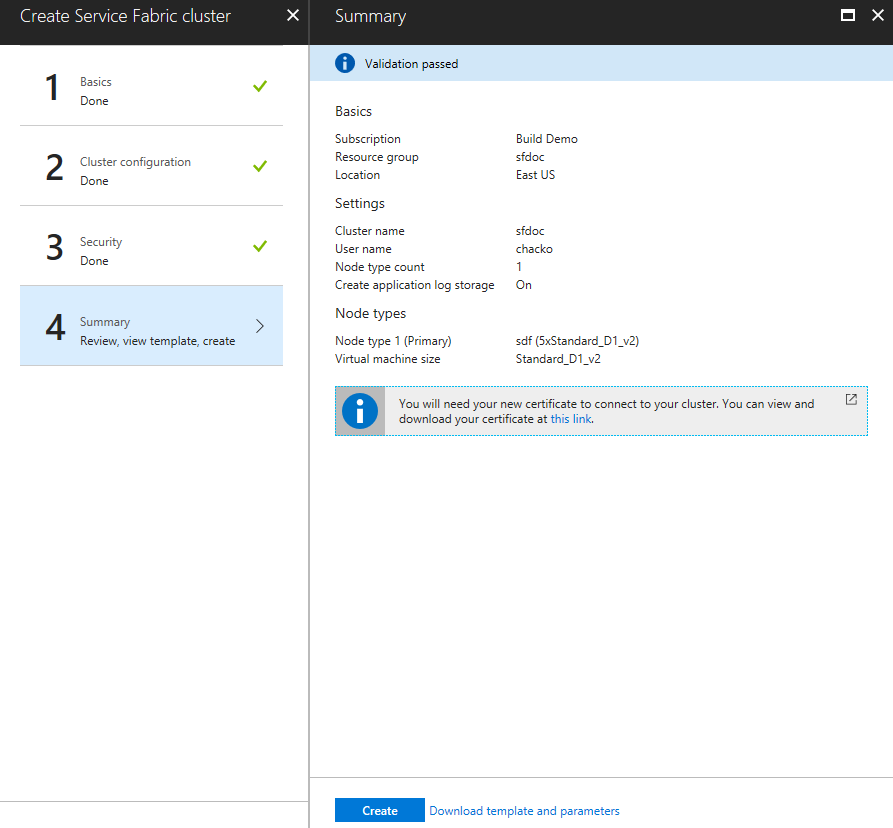 Create Service Fabric cluster
1
Basics
Done
2
Cluster configuration
Done
3
Security
Done
4
Summary
Review, view template, create
Summary
Validation passed
Basics
Subscription Build Demo
Resource group sfdoc
Location East US
Settings
Cluster name sfdoc
User name chacko
Node type count 1
Create application log storage On
Node types
Node type 1 (Primary) sdf (5xStandard_D1_v2)
Virtual machine size Standard_D1_v2
You will need your new certificate to connect to your cluster. You can view and
download your certificate at this link.
Create Download template and parameters